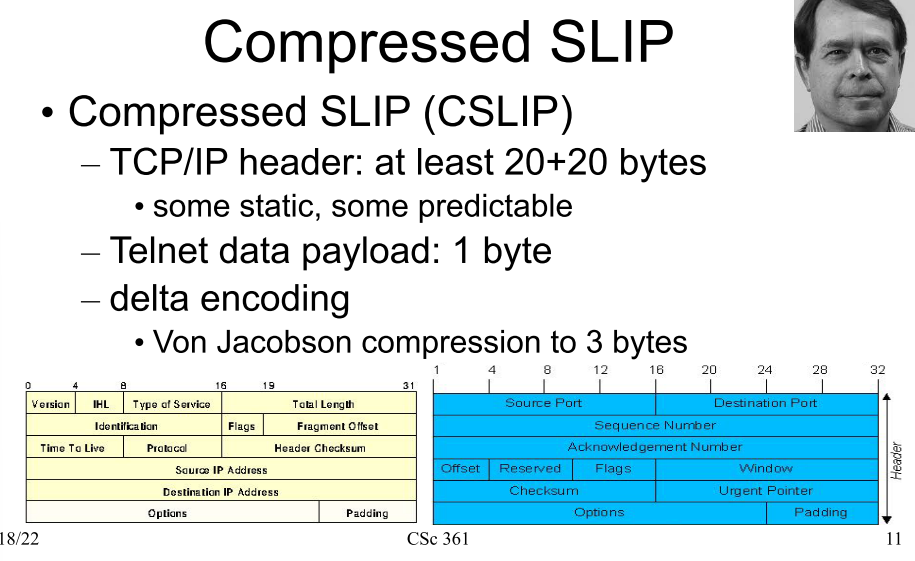 Compressed SLIP
• Compressed SLIP (CSLIP)
– TCP/IP header: at least 20+20 bytes
• some static, some predictable
– Telnet data payload: 1 byte
– delta encoding
• Von Jacobson compression to 3 bytes
0 4 8 16 19 31
Version IHL Type of Service Total Length
Identification Flags Fragment Offset
Time To Live Protocol Header Checksum
Source IP Address
Destination IP Address
Options Padding
1 4 8 12 16 20 24 28 32
Source Port Destination Port
Sequence Number
Acknowledgement Number
Offset Reserved Flags Window
Checksum Urgent Pointer
Options Padding
Header
18/22 CSc 361 11